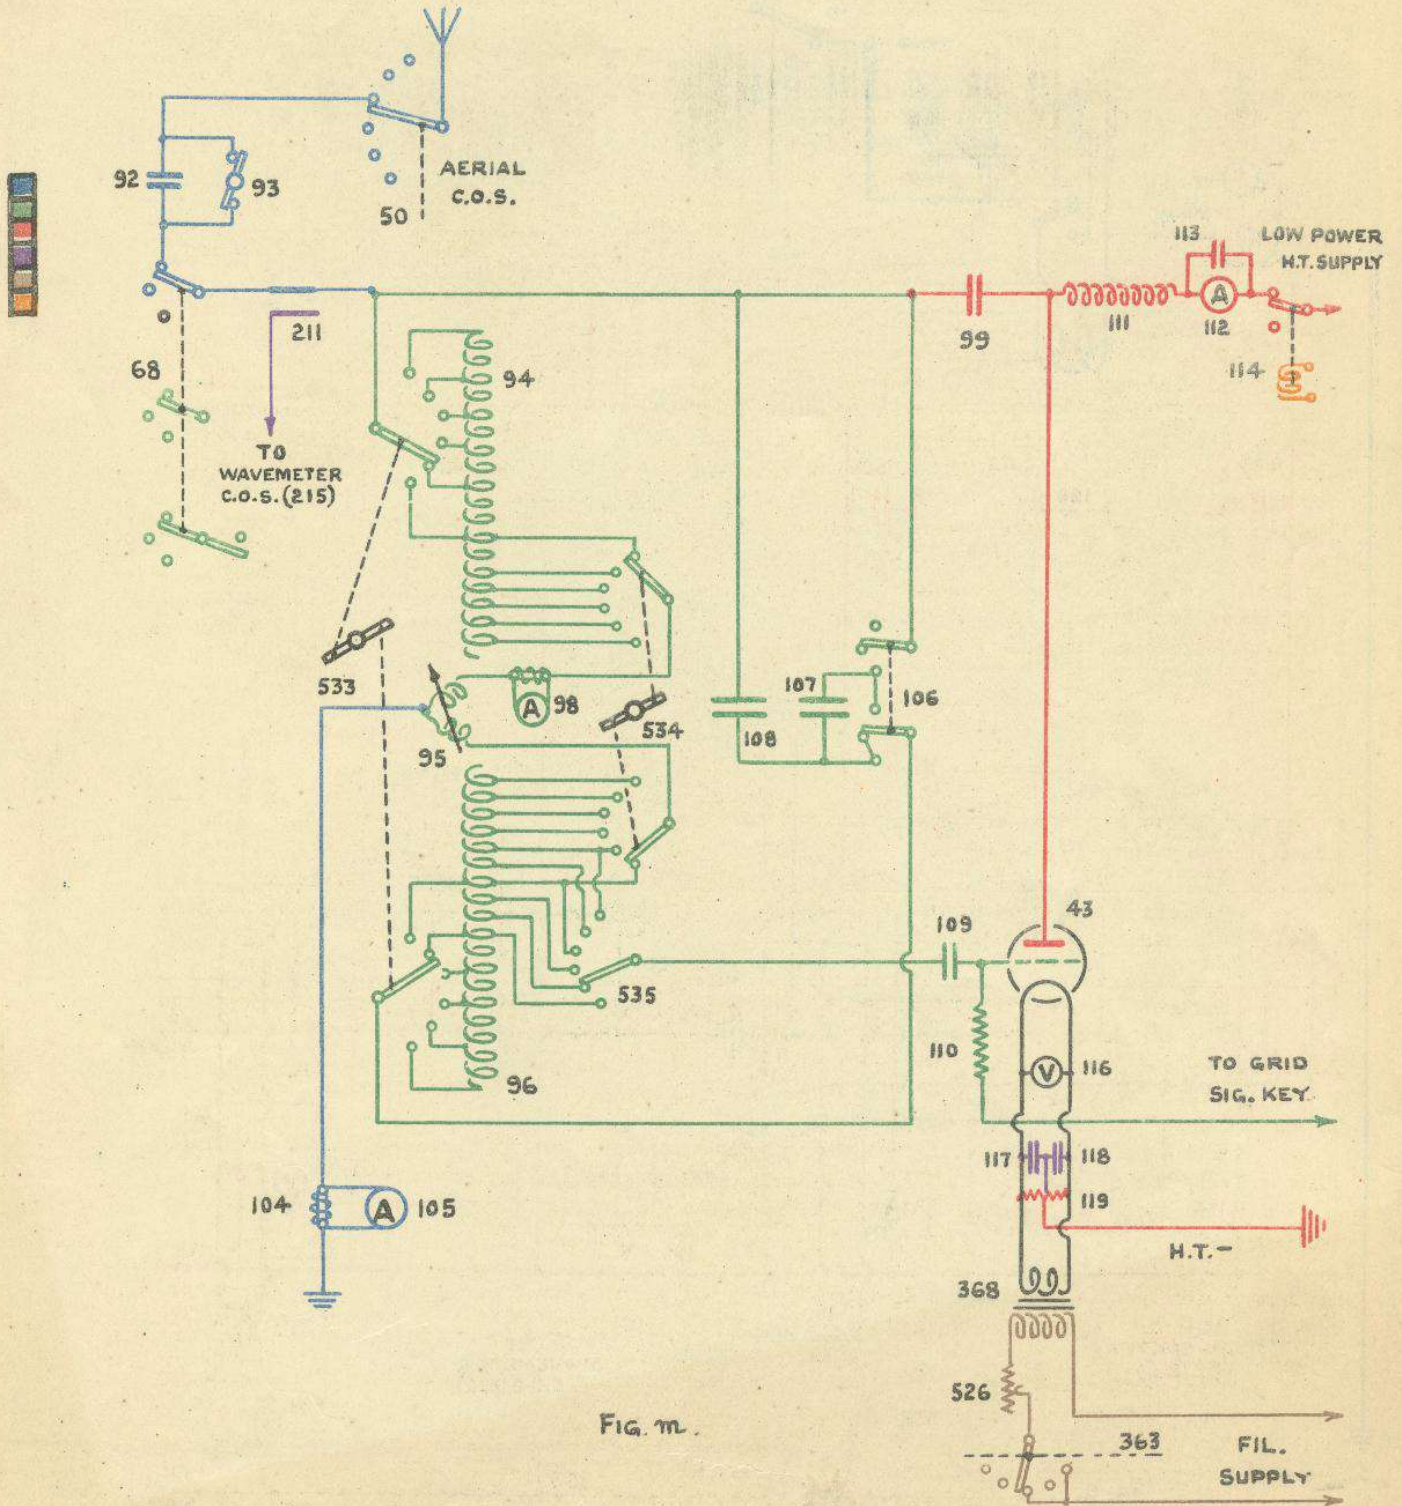 92
93
50
AERIAL
C.O.S.
113
LOW POWER
H.T. SUPPLY
A
112
111
114
99
68
211
TO
WAVEMETER
C.O.S. (215)
94
533
A
98
95
534
107
106
108
535
96
109
43
110
V
116
TO GRID
SIG. KEY
117
118
119
H.T. -
104
A
105
368
526
363
FIL.
SUPPLY
FIG. m.